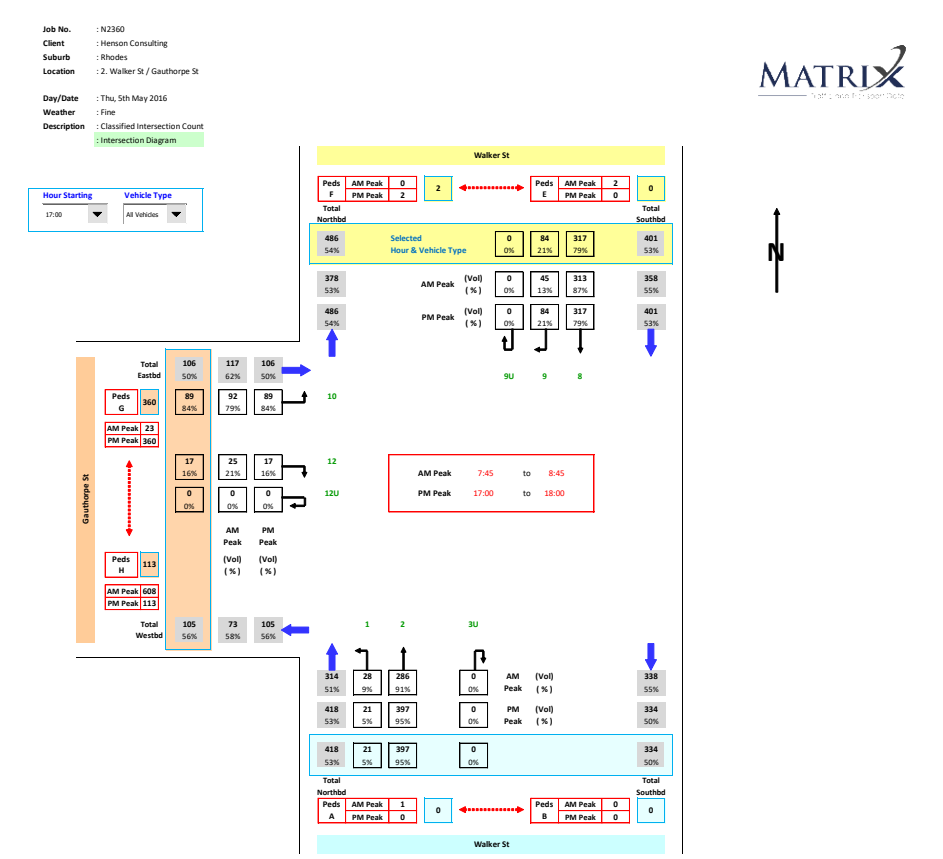 Job No. : N2360
Client : Henson Consulting
Suburb : Rhodes
Location : 2. Walker St / Gauthorpe St
MATRIX
Day/Date : Thu, 5th May 2016
Weather : Fine
Description : Classified Intersection Count
: Intersection Diagram
Walker St
Hour Starting Vehicle Type
17:00 All Vehicles
Peds F AM Peak 0 PM Peak 2 2
Peds E AM Peak 2 PM Peak 0 0
Total Northbd
Total Southbd
486 Selected 0 84 317 401
54% Hour & Vehicle Type 0% 21% 79% 53%
N
378 AM Peak (Vol) 0 45 313 358
53% ( % ) 0% 13% 87% 55%
486 PM Peak (Vol) 0 84 317 401
54% ( % ) 0% 21% 79% 53%
9U 9 8
Total 106 117 106
Eastbd 50% 62% 50%
Peds G 360
89 92 89 10
84% 79% 84%
AM Peak 23
PM Peak 360
17 25 17 12
16% 21% 16%
0 0 0 12U
0% 0% 0%
AM Peak 7:45 to 8:45
PM Peak 17:00 to 18:00
Gauthorpe St
AM PM
Peak Peak
(Vol) (Vol)
( % ) ( % )
Peds H 113
AM Peak 608
PM Peak 113
Total 105 73 105
Westbd 56% 58% 56%
1 2 3U
314 28 286 0 AM (Vol) 338
51% 9% 91% 0% Peak ( % ) 55%
418 21 397 0 PM (Vol) 334
53% 5% 95% 0% Peak ( % ) 50%
418 21 397 0 334
53% 5% 95% 0% 50%
Total Northbd
Total Southbd
Peds A AM Peak 1 PM Peak 0 0
Peds B AM Peak 0 PM Peak 0 0
Walker St